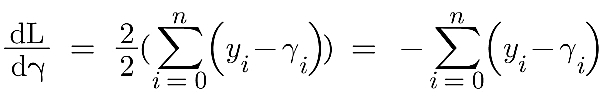 dL/dγ = 2/2(∑_{i=0}^{n}(y_i − γ_i)) = −∑_{i=0}^{n}(y_i − γ_i)